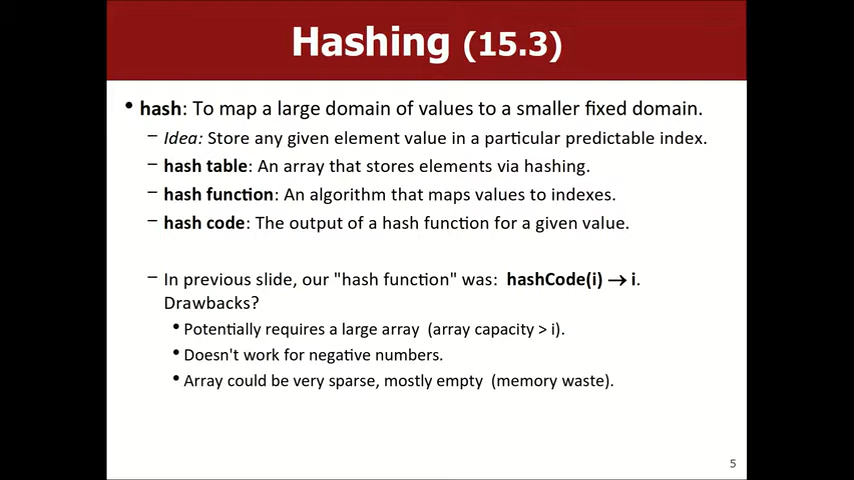 Hashing (15.3)
• hash: To map a large domain of values to a smaller fixed domain.
– Idea: Store any given element value in a particular predictable index.
– hash table: An array that stores elements via hashing.
– hash function: An algorithm that maps values to indexes.
– hash code: The output of a hash function for a given value.
– In previous slide, our "hash function" was: hashCode(i) → i.
Drawbacks?
• Potentially requires a large array (array capacity > i).
• Doesn't work for negative numbers.
• Array could be very sparse, mostly empty (memory waste).
5